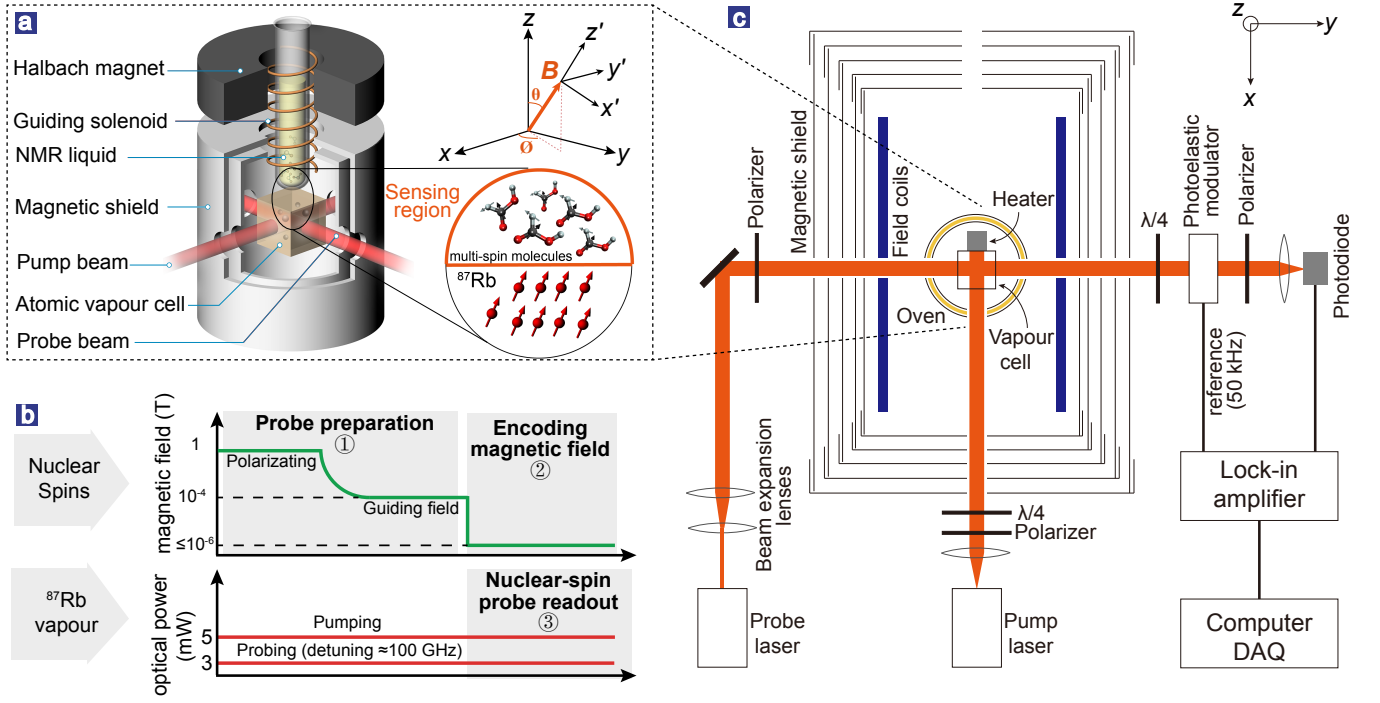 a
Halbach magnet
Guiding solenoid
NMR liquid
Magnetic shield
Pump beam
Atomic vapour cell
Probe beam
z
z'
y'
x'
B
θ
Ø
x
y
Sensing
region
multi-spin molecules
⁸⁷Rb
b
Nuclear
Spins
⁸⁷Rb
vapour
magnetic field (T)
1
10⁻⁴
≤10⁻⁶
Probe preparation
①
Polarizating
Guiding field
Encoding
magnetic field
②
optical power
(mW)
5
3
Pumping
Probing (detuning ≈100 GHz)
Nuclear-spin
probe readout
③
c
z
y
x
Polarizer
Magnetic shield
Field coils
Heater
Oven
Vapour
cell
λ/4
Photoelastic
modulator
Polarizer
Photodiode
reference
(50 kHz)
Beam expansion
lenses
λ/4
Polarizer
Probe
laser
Pump
laser
Lock-in
amplifier
Computer
DAQ